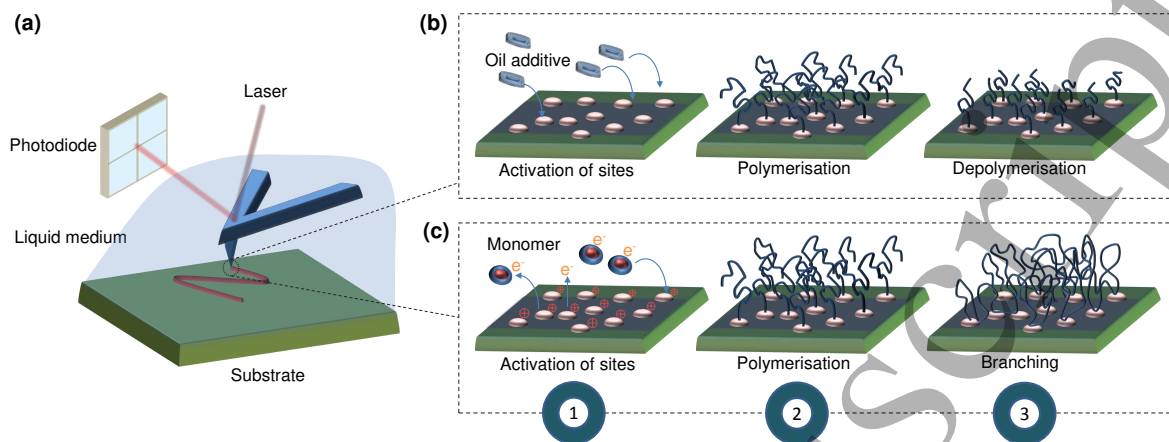 (a)
Laser
Photodiode
Liquid medium
Substrate
(b)
Oil additive
Activation of sites
Polymerisation
Depolymerisation
(c)
Monomer
e-
e-
e-
e-
Activation of sites
Polymerisation
Branching
1
2
3
script